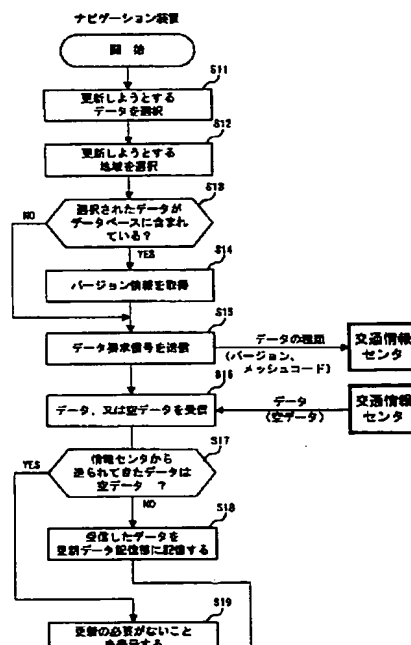 ナビゲーション装置
開 始
S11
更新しようとする
データを選択
S12
更新しようとする
地域を選択
S13
選択されたデータが
データベースに含まれ
ている?
NO
YES
S14
バージョン情報を取得
S15
データ要求信号を送信
データの種類
(バージョン、
メッシュコード)
交通情報
センタ
S16
データ、又は空データを受信
データ
(空データ)
交通情報
センタ
S17
情報センタから
送られてきたデータは
空データ ?
YES
NO
S18
受信したデータを
更新データ記憶部に記憶する
S19
更新の必要がないこと
を表示する